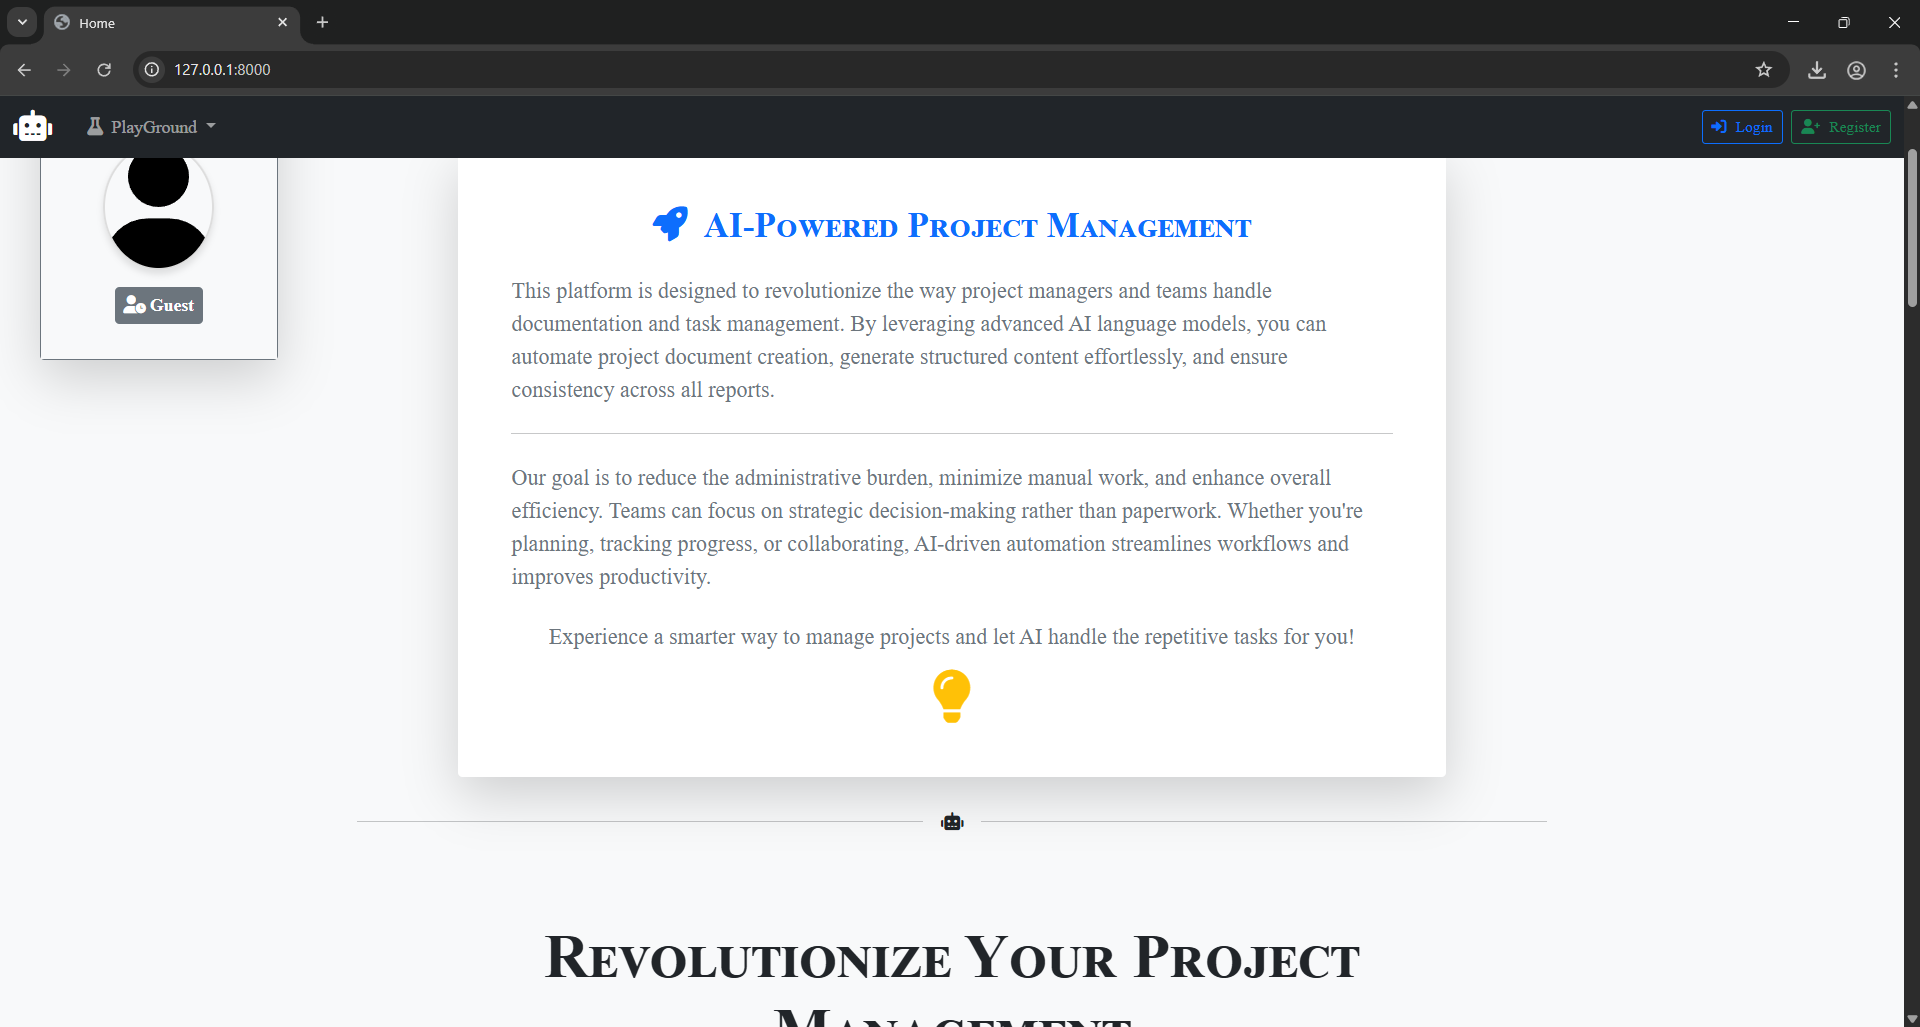 Home
127.0.0.1:8000
PlayGround
Login
Register
Guest
AI-Powered Project Management
This platform is designed to revolutionize the way project managers and teams handle
documentation and task management. By leveraging advanced AI language models, you can
automate project document creation, generate structured content effortlessly, and ensure
consistency across all reports.
Our goal is to reduce the administrative burden, minimize manual work, and enhance overall
efficiency. Teams can focus on strategic decision-making rather than paperwork. Whether you're
planning, tracking progress, or collaborating, AI-driven automation streamlines workflows and
improves productivity.
Experience a smarter way to manage projects and let AI handle the repetitive tasks for you!
Revolutionize Your Project
Management